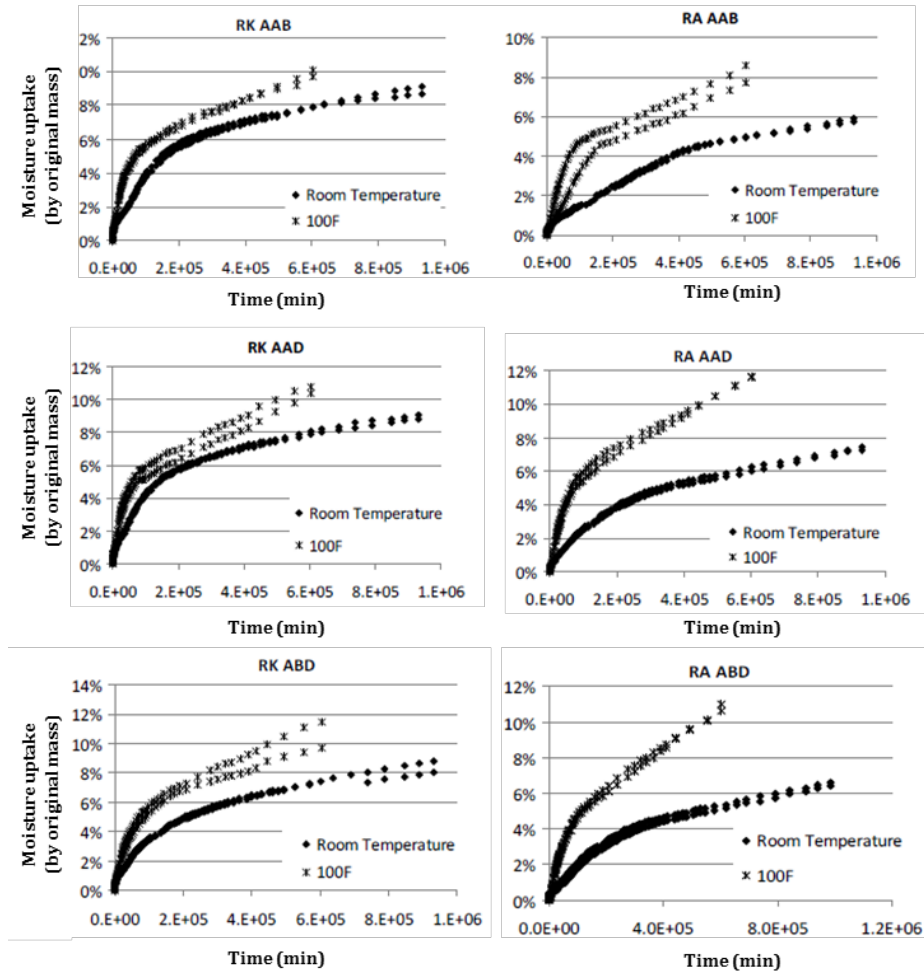 RK AAB
2%
0%
8%
6%
4%
2%
0%
Moisture uptake
(by original mass)
Room Temperature
100F
0.E+00 2.E+05 4.E+05 6.E+05 8.E+05 1.E+06
Time (min)
RA AAB
10%
8%
6%
4%
2%
0%
Room Temperature
100F
0.E+00 2.E+05 4.E+05 6.E+05 8.E+05 1.E+06
Time (min)
RK AAD
12%
10%
8%
6%
4%
2%
0%
Moisture uptake
(by original mass)
Room Temperature
100F
0.E+00 2.E+05 4.E+05 6.E+05 8.E+05 1.E+06
Time (min)
RA AAD
12%
10%
8%
6%
4%
2%
0%
Room Temperature
100F
0.E+00 2.E+05 4.E+05 6.E+05 8.E+05 1.E+06
Time (min)
RK ABD
14%
12%
10%
8%
6%
4%
2%
0%
Moisture uptake
(by original mass)
Room Temperature
100F
0.E+00 2.E+05 4.E+05 6.E+05 8.E+05 1.E+06
Time (min)
RA ABD
12%
10%
8%
6%
4%
2%
0%
Room Temperature
100F
0.0E+00 4.0E+05 8.0E+05 1.2E+06
Time (min)